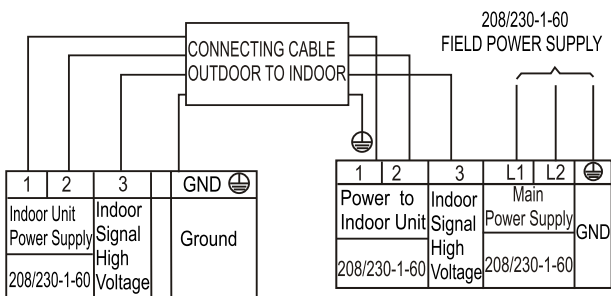 208/230-1-60
FIELD POWER SUPPLY
CONNECTING CABLE
OUTDOOR TO INDOOR
1 2 3 GND
Indoor Unit
Power Supply
208/230-1-60
Indoor
Signal
High
Voltage
Ground
1 2 3 L1 L2
Power to
Indoor Unit
208/230-1-60
Indoor
Signal
High
Voltage
Main
Power Supply
208/230-1-60
GND